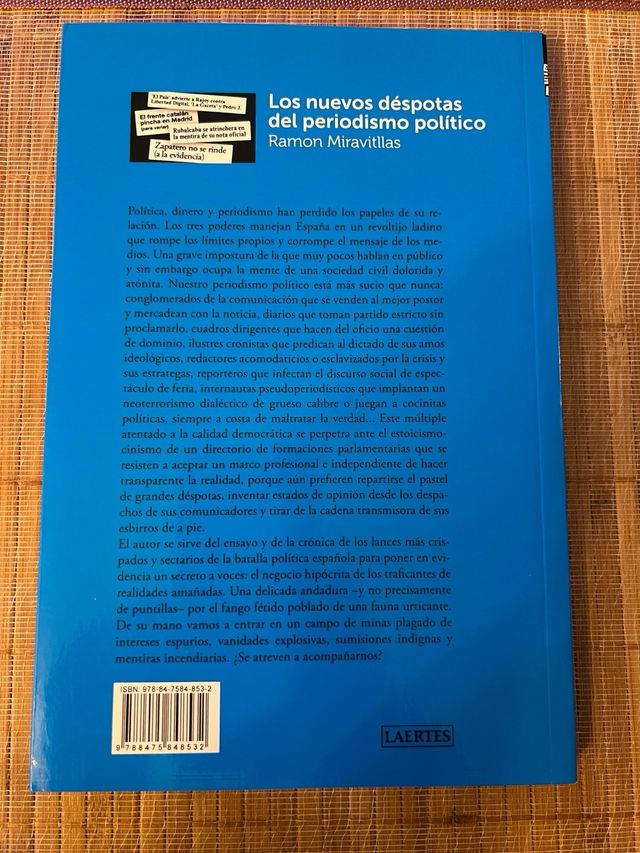 'El País' advierte a Rajoy contra
Libertad Digital, 'La Gaceta' y Pedro J.
El frente catalán
pincha en Madrid
(para variar)
Rubalcaba se atrinchera en
la mentira de su nota oficial
Zapatero no se rinde
(a la evidencia)
Los nuevos déspotas
del periodismo político
Ramon Miravitllas
Política, dinero y periodismo han perdido los papeles de su re-
lación. Los tres poderes manejan España en un revoltijo ladino
que rompe los límites propios y corrompe el mensaje de los me-
dios. Una grave impostura de la que muy pocos hablan en público
y sin embargo ocupa la mente de una sociedad civil dolorida y
atónita. Nuestro periodismo político está más sucio que nunca:
conglomerados de la comunicación que se venden al mejor postor
y mercadean con la noticia, diarios que toman partido estricto sin
proclamarlo, cuadros dirigentes que hacen del oficio una cuestión
de dominio, ilustres cronistas que predican al dictado de sus amos
ideológicos, redactores acomodaticios o esclavizados por la crisis y
sus estrategas, reporteros que infectan el discurso social de espec-
táculo de feria, internautas pseudoperiodísticos que implantan un
neoterrorismo dialéctico de grueso calibre o juegan a cocinitas
políticas, siempre a costa de maltratar la verdad... Este múltiple
atentado a la calidad democrática se perpetra ante el estoicismo-
cinismo de un directorio de formaciones parlamentarias que se
resisten a aceptar un marco profesional e independiente de hacer
transparente la realidad, porque aún prefieren repartirse el pastel
de grandes déspotas, inventar estados de opinión desde los despa-
chos de sus comunicadores y tirar de la cadena transmisora de sus
esbirros de a pie.
El autor se sirve del ensayo y de la crónica de los lances más cris-
pados y sectarios de la batalla política española para poner en evi-
dencia un secreto a voces: el negocio hipócrita de los traficantes de
realidades amañadas. Una delicada andadura –y no precisamente
de puntillas– por el fango fétido poblado de una fauna urticante.
De su mano vamos a entrar en un campo de minas plagado de
intereses espurios, vanidades explosivas, sumisiones indignas y
mentiras incendiarias. ¿Se atreven a acompañarnos?
ISBN: 978-84-7584-853-2
9 788475 848532
LAERTES